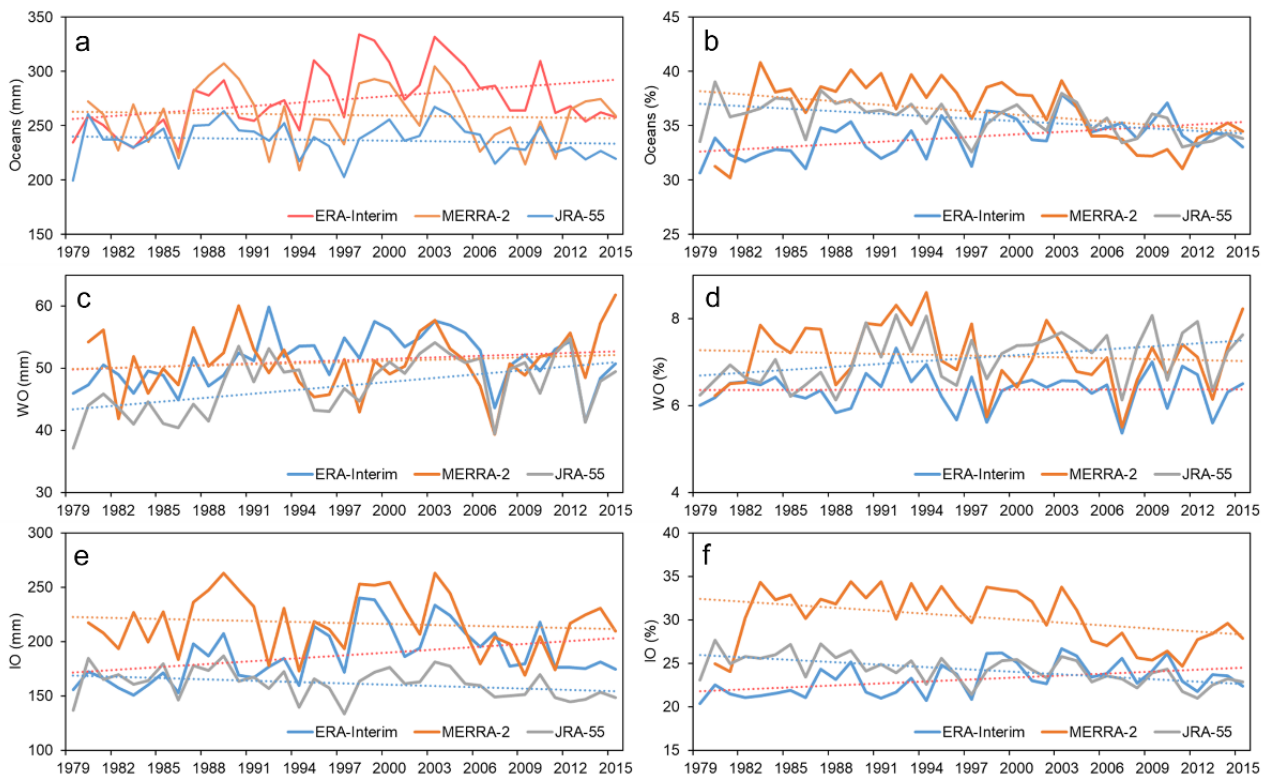 a
Oceans (mm)
350
300
250
200
150
ERA-Interim MERRA-2 JRA-55
1979 1982 1985 1988 1991 1994 1997 2000 2003 2006 2009 2012 2015
b
Oceans (%)
45
40
35
30
25
ERA-Interim MERRA-2 JRA-55
1979 1982 1985 1988 1991 1994 1997 2000 2003 2006 2009 2012 2015
c
WO (mm)
60
50
40
30
ERA-Interim MERRA-2 JRA-55
1979 1982 1985 1988 1991 1994 1997 2000 2003 2006 2009 2012 2015
d
WO (%)
8
6
4
ERA-Interim MERRA-2 JRA-55
1979 1982 1985 1988 1991 1994 1997 2000 2003 2006 2009 2012 2015
e
IO (mm)
300
250
200
150
100
ERA-Interim MERRA-2 JRA-55
1979 1982 1985 1988 1991 1994 1997 2000 2003 2006 2009 2012 2015
f
IO (%)
40
35
30
25
20
15
ERA-Interim MERRA-2 JRA-55
1979 1982 1985 1988 1991 1994 1997 2000 2003 2006 2009 2012 2015